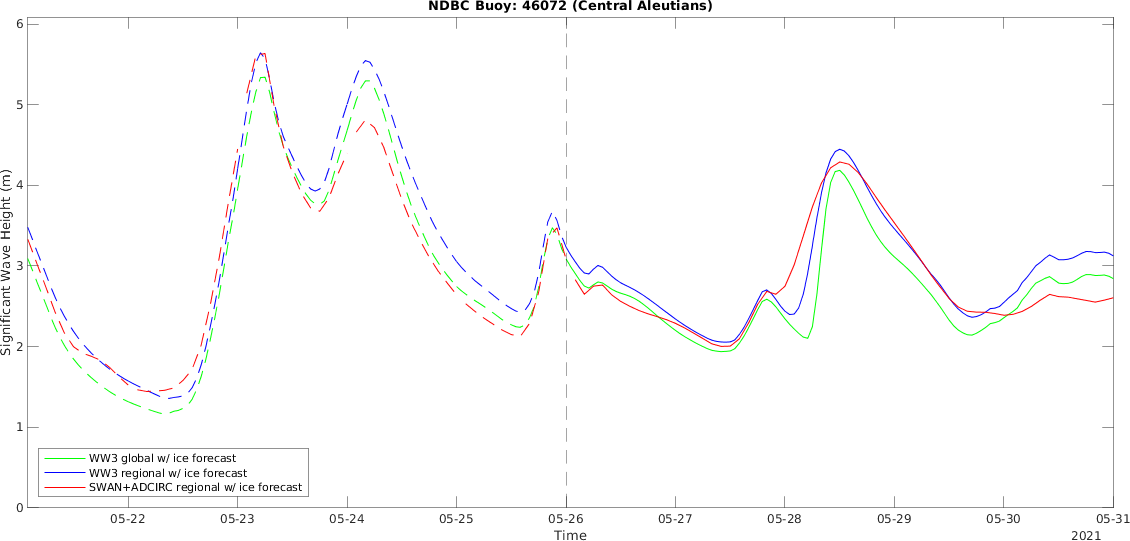 NDBC Buoy: 46072 (Central Aleutians)
Significant Wave Height (m)
6
5
4
3
2
1
0
WW3 global w/ ice forecast
WW3 regional w/ ice forecast
SWAN+ADCIRC regional w/ ice forecast
05-22 05-23 05-24 05-25 05-26 05-27 05-28 05-29 05-30 05-31
Time
2021